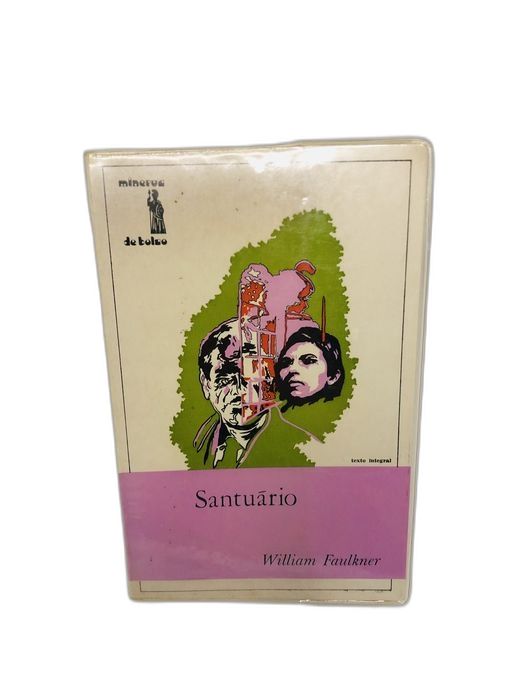 minerva
de bolso
texto integral
Santuário
William Faulkner